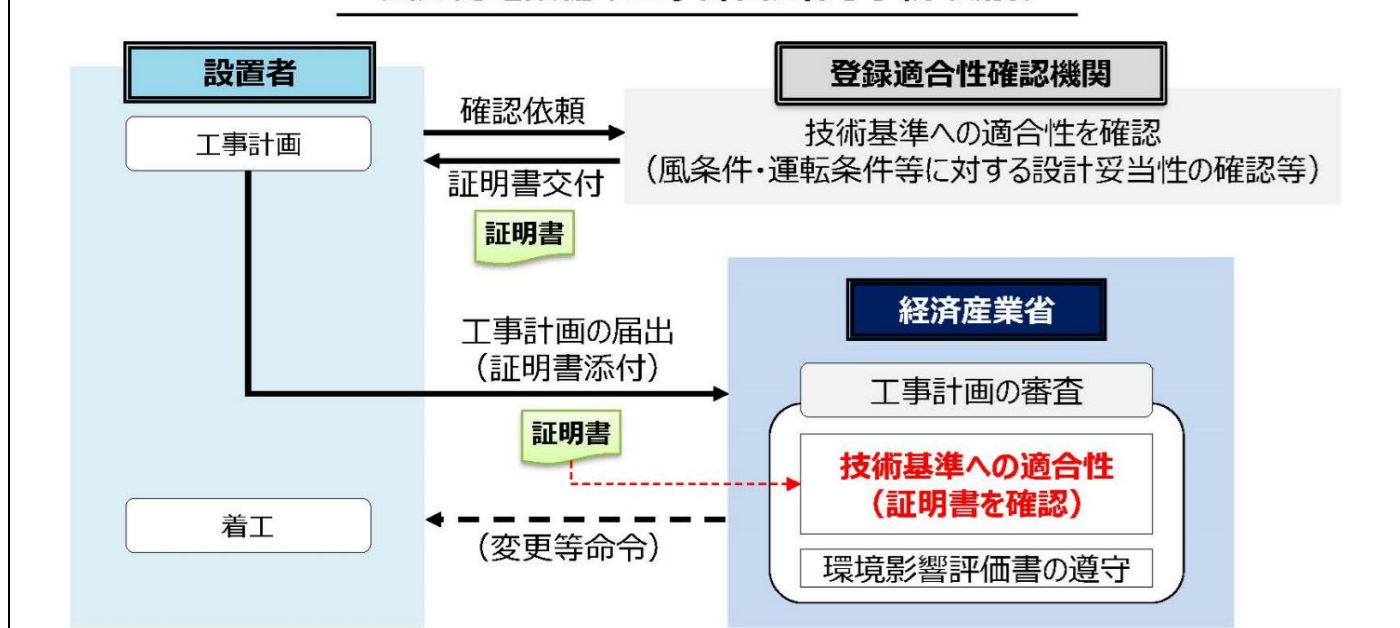 設置者
工事計画
確認依頼
証明書交付
証明書
登録適合性確認機関
技術基準への適合性を確認
（風条件・運転条件等に対する設計妥当性の確認等）
工事計画の届出
（証明書添付）
証明書
経済産業省
工事計画の審査
技術基準への適合性
（証明書を確認）
環境影響評価書の遵守
着工
（変更等命令）